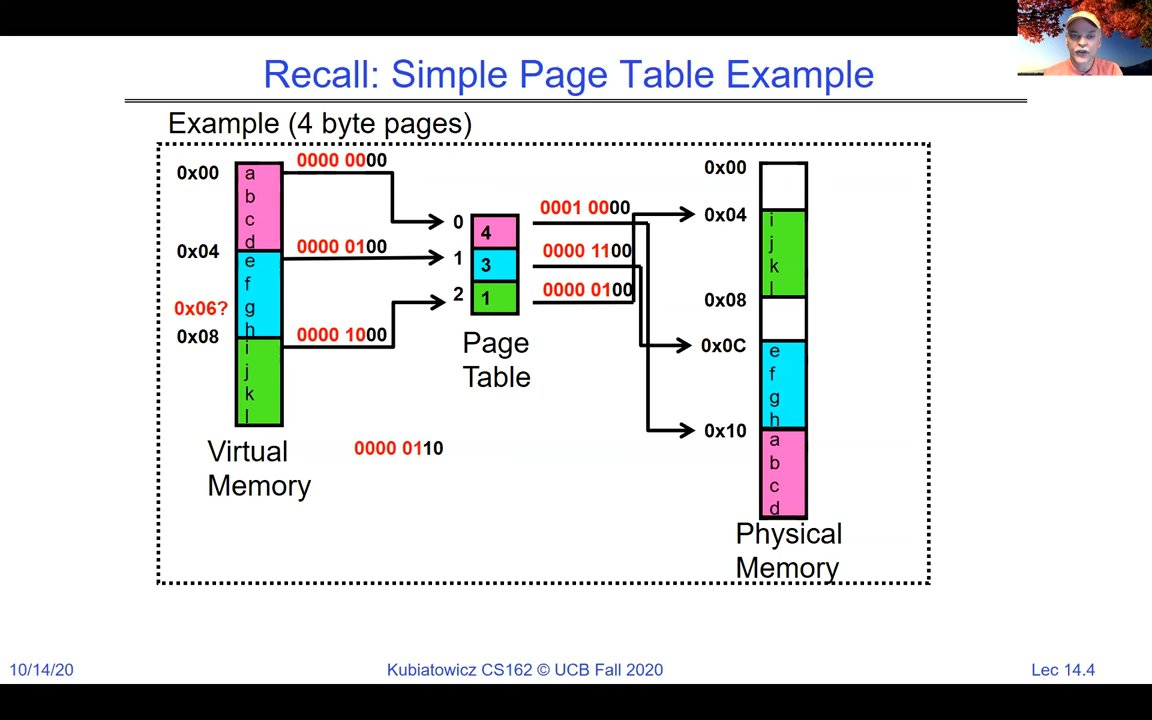 Recall: Simple Page Table Example
Example (4 byte pages)
0x00
a
b
c
d
0000 0000
0x04
e
f
g
h
0000 0100
0x06?
0x08
i
j
k
l
0000 1000
Virtual
Memory
0000 0110
0
4
1
3
2
1
Page
Table
0001 0000
0000 1100
0000 0100
0x00
0x04
i
j
k
l
0x08
0x0C
e
f
g
h
0x10
a
b
c
d
Physical
Memory
10/14/20
Kubiatowicz CS162 © UCB Fall 2020
Lec 14.4